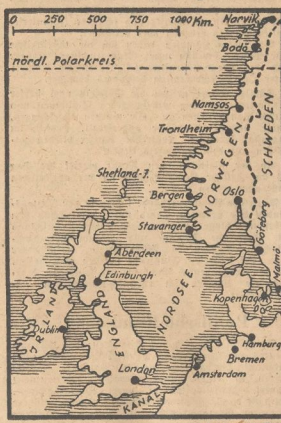 0 250 500 1000 Km.
Narvik
Bodö
nördl. Polarkreis
Namsos
Trondheim
SCHWEDEN
NORWEGEN
Shetland-J.
Bergen
Oslo
Stavanger
Göteborg
Aberdeen
Edinburgh
Malmö
NORDSEE
Kopenhagen
IRLAND
Dublin
ENGLAND
Hamburg
Bremen
London
Amsterdam
KANAL